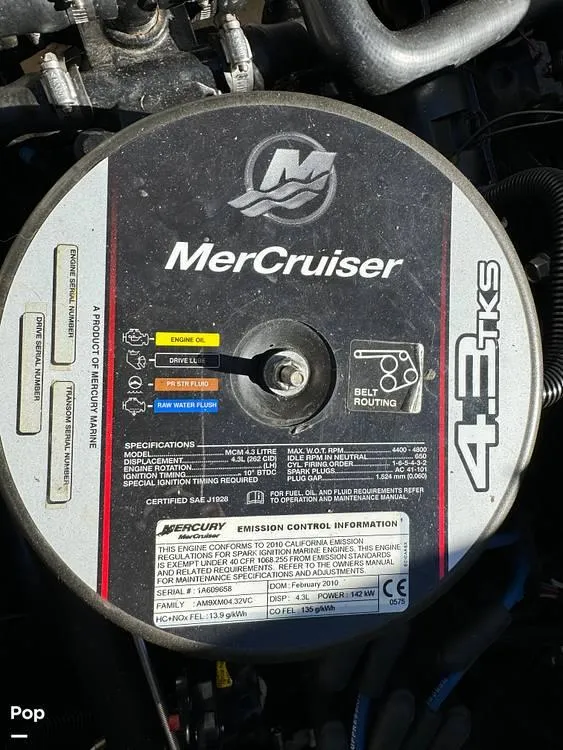 M
MerCruiser
4.3TKS
ENGINE SERIAL NUMBER
DRIVE SERIAL NUMBER
TRANSOM SERIAL NUMBER
A PRODUCT OF MERCURY MARINE
ENGINE OIL
DRIVE LUBE
PR STR FLUID
RAW WATER FLUSH
BELT
ROUTING
SPECIFICATIONS
MODEL MCM 4.3 LITRE
DISPLACEMENT 4.3L (262 CID)
ENGINE ROTATION (LH)
IGNITION TIMING 10° BTDC
SPECIAL IGNITION TIMING REQUIRED
MAX. W.O.T. RPM 4400 - 4800
IDLE RPM IN NEUTRAL 650
CYL. FIRING ORDER 1-6-5-4-3-2
SPARK PLUGS AC 41-101
PLUG GAP 1.524 mm (0.060)
CERTIFIED SAE J1928
FOR FUEL, OIL, AND FLUID REQUIREMENTS REFER
TO OPERATION AND MAINTENANCE MANUAL.
MERCURY
MerCruiser
EMISSION CONTROL INFORMATION
THIS ENGINE CONFORMS TO 2010 CALIFORNIA EMISSION
REGULATIONS FOR SPARK IGNITION MARINE ENGINES. THIS ENGINE
IS EXEMPT UNDER 40 CFR 1068.255 FROM EMISSION STANDARDS
AND RELATED REQUIREMENTS. REFER TO THE OWNERS MANUAL
FOR MAINTENANCE SPECIFICATIONS AND ADJUSTMENTS.
SERIAL # : 1A609658
DOM: February 2010
FAMILY : AM9XM04.32VC
DISP : 4.3L POWER : 142 kW
HC+NOx FEL : 13.9 g/kWh
CO FEL : 135 g/kWh
CE
0575
Pop